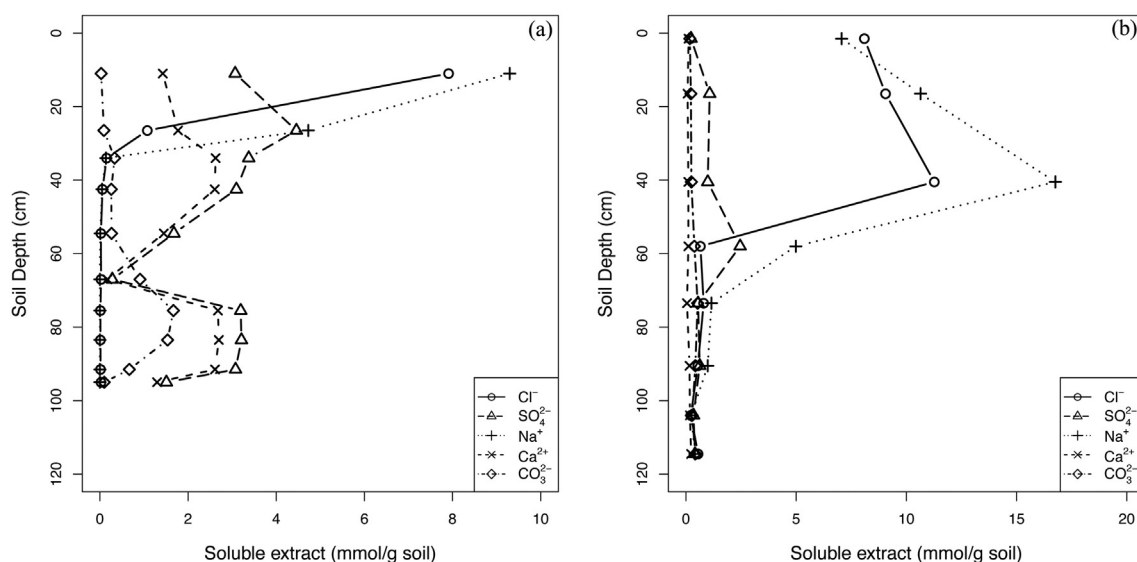 (a)
0
20
40
60
80
100
120
Soil Depth (cm)
Cl⁻
SO₄²⁻
Na⁺
Ca²⁺
CO₃²⁻
0 2 4 6 8 10
Soluble extract (mmol/g soil)
(b)
0
20
40
60
80
100
120
Soil Depth (cm)
Cl⁻
SO₄²⁻
Na⁺
Ca²⁺
CO₃²⁻
0 5 10 15 20
Soluble extract (mmol/g soil)